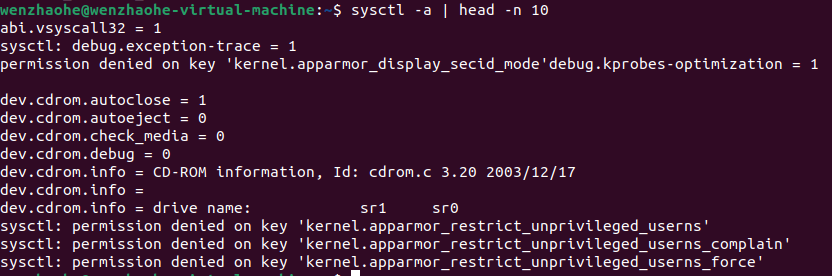 wenzhaohe@wenzhaohe-virtual-machine:~$ sysctl -a | head -n 10
abi.vsyscall32 = 1
sysctl: debug.exception-trace = 1
permission denied on key 'kernel.apparmor_display_secid_mode'debug.kprobes-optimization = 1
dev.cdrom.autoclose = 1
dev.cdrom.autoeject = 0
dev.cdrom.check_media = 0
dev.cdrom.debug = 0
dev.cdrom.info = CD-ROM information, Id: cdrom.c 3.20 2003/12/17
dev.cdrom.info =
dev.cdrom.info = drive name:            sr1     sr0
sysctl: permission denied on key 'kernel.apparmor_restrict_unprivileged_userns'
sysctl: permission denied on key 'kernel.apparmor_restrict_unprivileged_userns_complain'
sysctl: permission denied on key 'kernel.apparmor_restrict_unprivileged_userns_force'